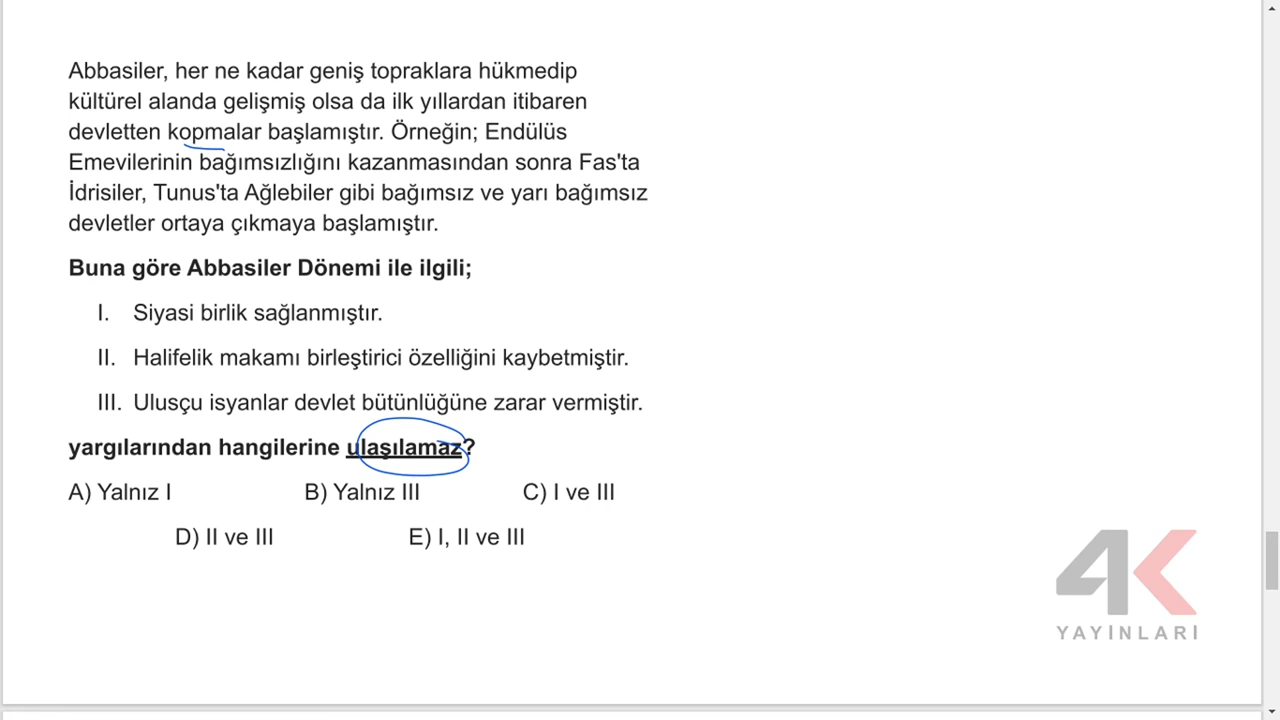 Abbasiler, her ne kadar geniş topraklara hükmedip
kültürel alanda gelişmiş olsa da ilk yıllardan itibaren
devletten kopmalar başlamıştır. Örneğin; Endülüs
Emevilerinin bağımsızlığını kazanmasından sonra Fas'ta
İdrisiler, Tunus'ta Ağlebiler gibi bağımsız ve yarı bağımsız
devletler ortaya çıkmaya başlamıştır.
Buna göre Abbasiler Dönemi ile ilgili;
I. Siyasi birlik sağlanmıştır.
II. Halifelik makamı birleştirici özelliğini kaybetmiştir.
III. Ulusçu isyanlar devlet bütünlüğüne zarar vermiştir.
yargılarından hangilerine ulaşılamaz?
A) Yalnız I B) Yalnız III C) I ve III
D) II ve III E) I, II ve III
4K
YAYINLARI